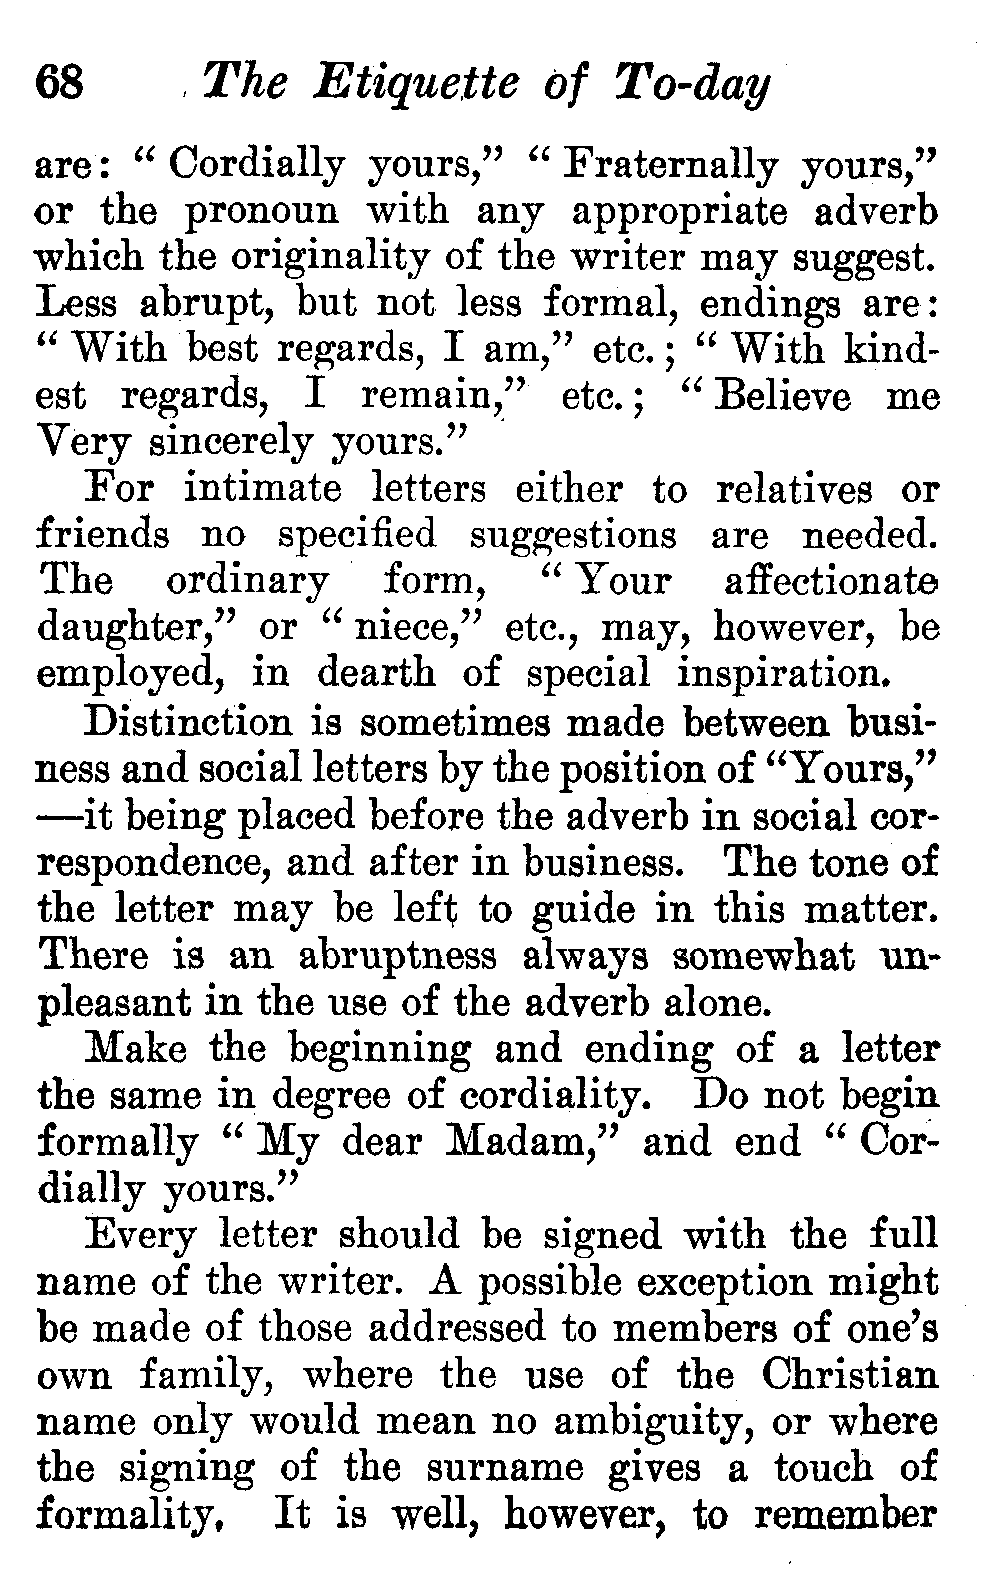 68 The Etiquette of To-day
are: “ Cordially yours,” “ Fraternally yours,”
or the pronoun with any appropriate adverb
which the originality of the writer may suggest.
Less abrupt, but not less formal, endings are:
“ With best regards, I am,” etc. ; “ With kind-
est regards, I remain,” etc. ; “ Believe me
Very sincerely yours.”
For intimate letters either to relatives or
friends no specified suggestions are needed.
The ordinary form, “ Your affectionate
daughter,” or “ niece,” etc., may, however, be
employed, in dearth of special inspiration.
Distinction is sometimes made between busi-
ness and social letters by the position of “Yours,”
—it being placed before the adverb in social cor-
respondence, and after in business. The tone of
the letter may be left to guide in this matter.
There is an abruptness always somewhat un-
pleasant in the use of the adverb alone.
Make the beginning and ending of a letter
the same in degree of cordiality. Do not begin
formally “ My dear Madam,” and end “ Cor-
dially yours.”
Every letter should be signed with the full
name of the writer. A possible exception might
be made of those addressed to members of one’s
own family, where the use of the Christian
name only would mean no ambiguity, or where
the signing of the surname gives a touch of
formality. It is well, however, to remember